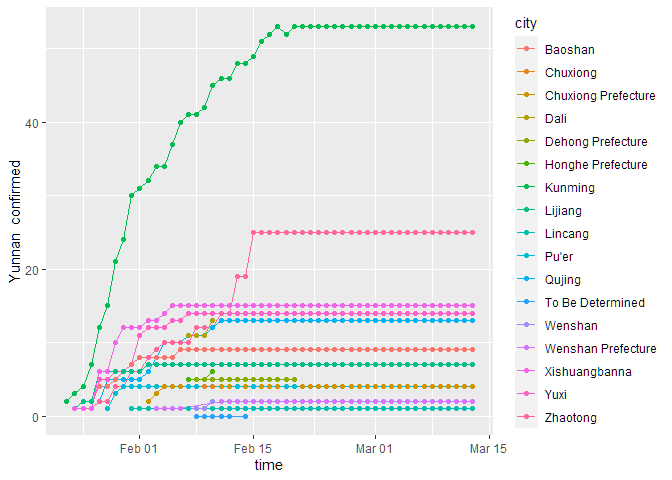 city
Baoshan
Chuxiong
Chuxiong Prefecture
Dali
Dehong Prefecture
Honghe Prefecture
Kunming
Lijiang
Lincang
Pu'er
Qujing
To Be Determined
Wenshan
Wenshan Prefecture
Xishuangbanna
Yuxi
Zhaotong
Yunnan confirmed
40
20
0
Feb 01 Feb 15 Mar 01 Mar 15
time